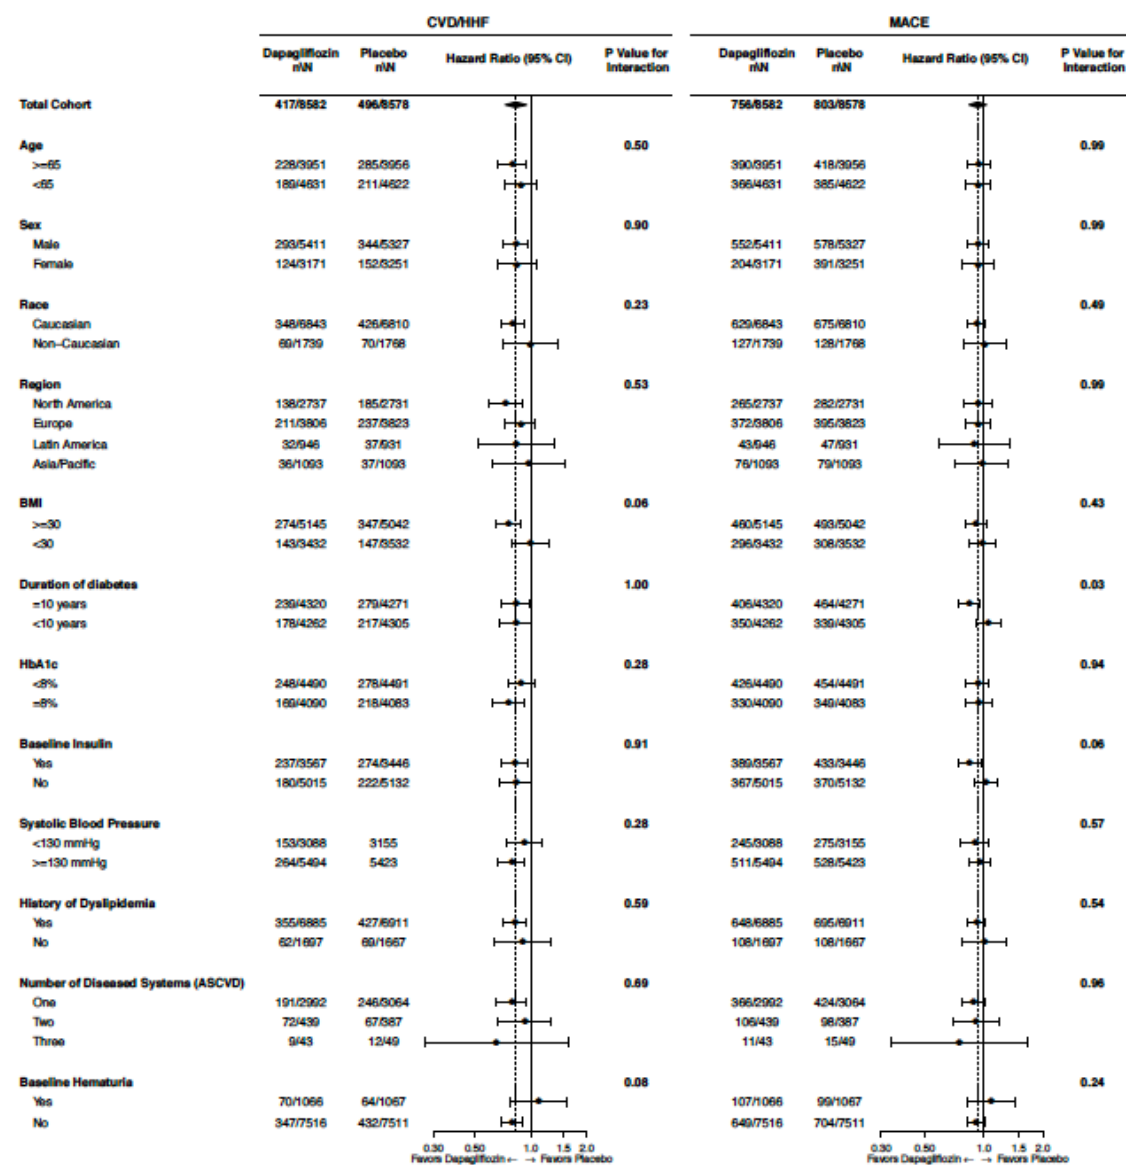 CVD/HHF MACE
Dapagliflozin n\N Placebo n\N Hazard Ratio (95% CI) P Value for Interaction Dapagliflozin n\N Placebo n\N Hazard Ratio (95% CI) P Value for Interaction
Total Cohort 417/8582 496/8578 756/8582 803/8578
Age 0.50 0.99
>=65 228/3951 285/3956 390/3951 418/3956
<65 189/4631 211/4622 366/4631 385/4622
Sex 0.90 0.99
Male 293/5411 344/5327 552/5411 578/5327
Female 124/3171 152/3251 204/3171 391/3251
Race 0.23 0.49
Caucasian 348/6843 426/6810 629/6843 675/6810
Non–Caucasian 69/1739 70/1768 127/1739 128/1768
Region 0.53 0.99
North America 138/2737 185/2731 265/2737 282/2731
Europe 211/3806 237/3823 372/3806 395/3823
Latin America 32/946 37/931 43/946 47/931
Asia/Pacific 36/1093 37/1093 76/1093 79/1093
BMI 0.06 0.43
>=30 274/5145 347/5042 460/5145 493/5042
<30 143/3432 147/3532 296/3432 308/3532
Duration of diabetes 1.00 0.03
=10 years 239/4320 279/4271 406/4320 464/4271
<10 years 178/4262 217/4305 350/4262 339/4305
HbA1c 0.28 0.94
<8% 248/4490 278/4491 426/4490 454/4491
=8% 169/4090 218/4083 330/4090 349/4083
Baseline Insulin 0.91 0.06
Yes 237/3567 274/3446 389/3567 433/3446
No 180/5015 222/5132 367/5015 370/5132
Systolic Blood Pressure 0.28 0.57
<130 mmHg 153/3088 3155 245/3088 275/3155
>=130 mmHg 264/5494 5423 511/5494 528/5423
History of Dyslipidemia 0.59 0.54
Yes 355/6885 427/6911 648/6885 695/6911
No 62/1697 69/1667 108/1697 108/1667
Number of Diseased Systems (ASCVD) 0.69 0.96
One 191/2992 246/3064 366/2992 424/3064
Two 72/439 67/387 106/439 98/387
Three 9/43 12/49 11/43 15/49
Baseline Hematuria 0.08 0.24
Yes 70/1066 64/1067 107/1066 99/1067
No 347/7516 432/7511 649/7516 704/7511
0.30 0.50 1.0 1.5 2.0 0.30 0.50 1.0 1.5 2.0
Favors Dapagliflozin ← → Favors Placebo Favors Dapagliflozin ← → Favors Placebo